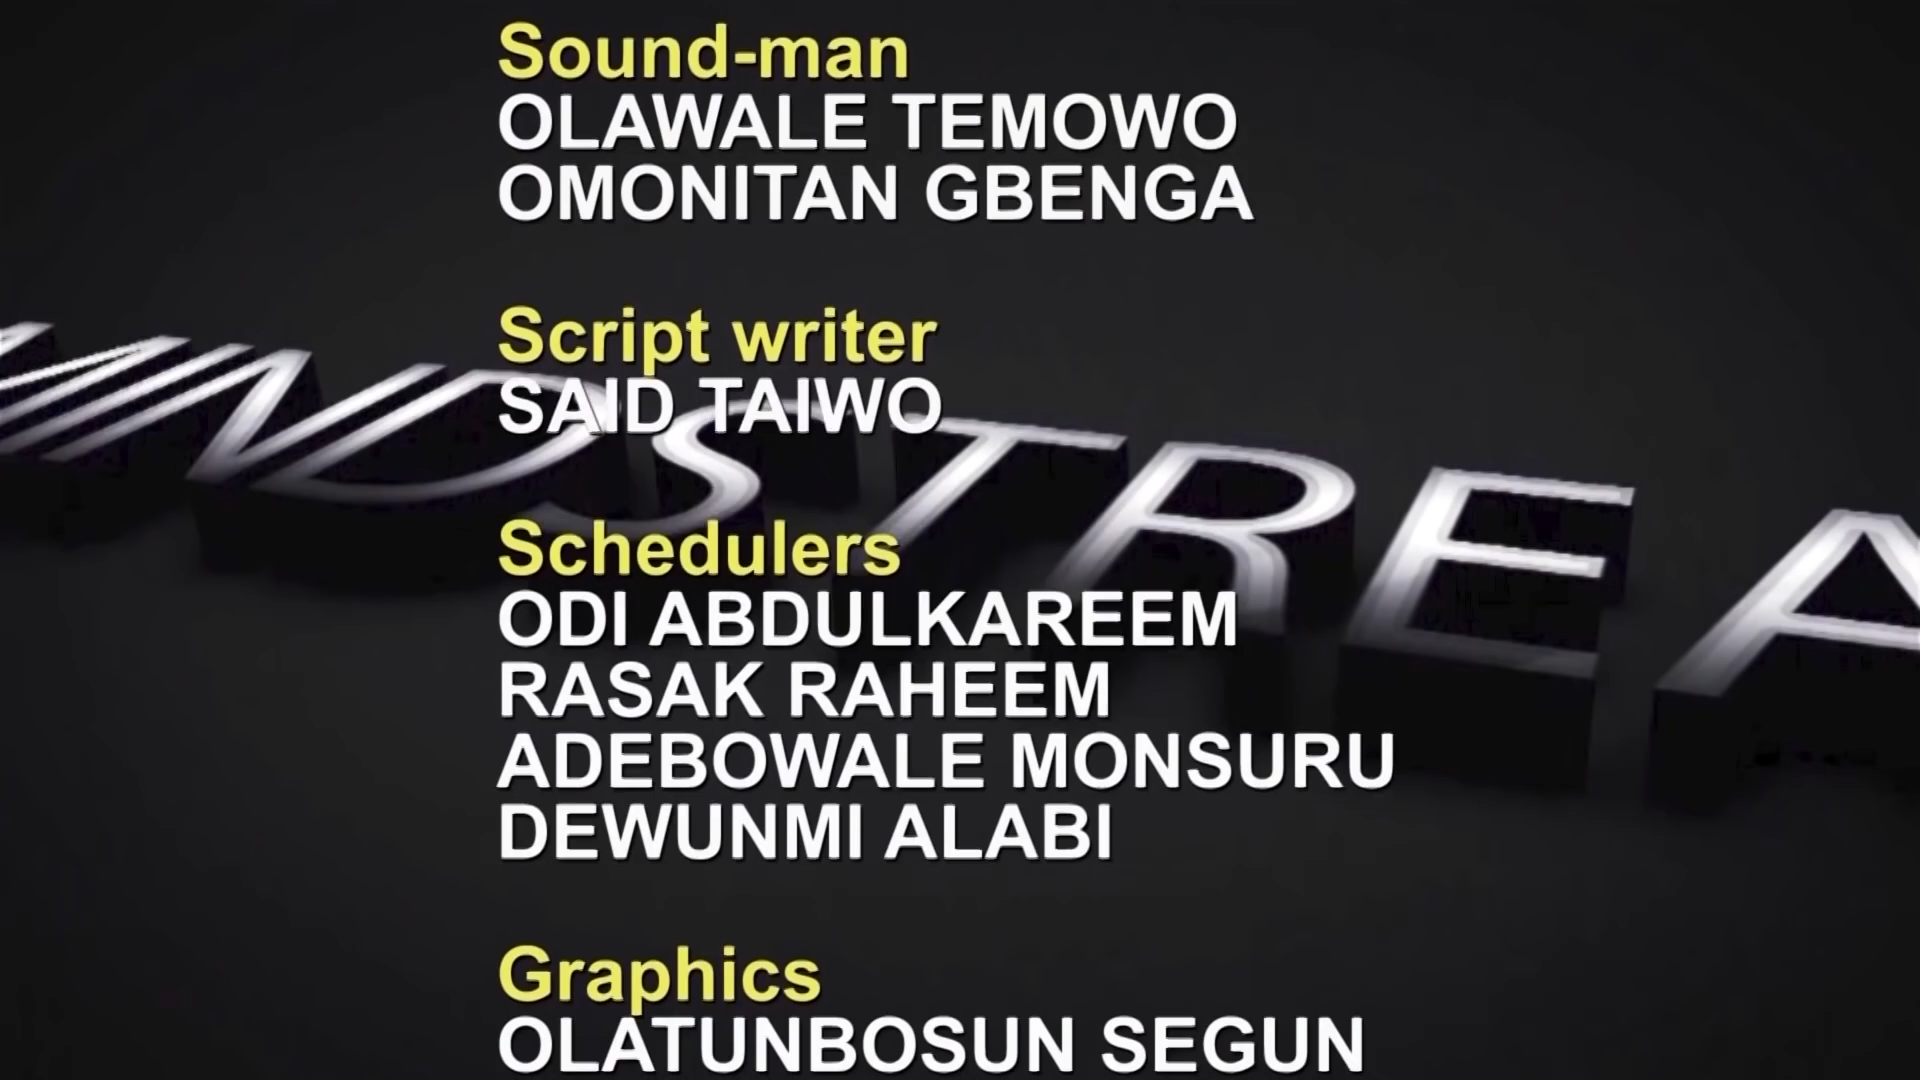 Sound-man
OLAWALE TEMOWO
OMONITAN GBENGA
Script writer
SAID TAIWO
MINDSTREA
Schedulers
ODI ABDULKAREEM
RASAK RAHEEM
ADEBOWALE MONSURU
DEWUNMI ALABI
Graphics
OLATUNBOSUN SEGUN